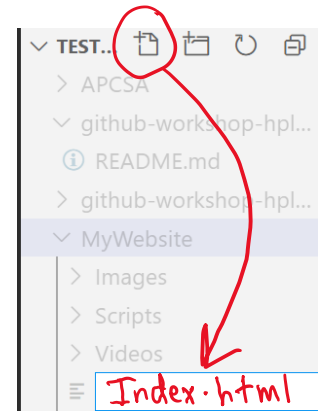 TEST...
APCSA
github-workshop-hpl...
README.md
github-workshop-hpl...
MyWebsite
Images
Scripts
Videos
Index.html